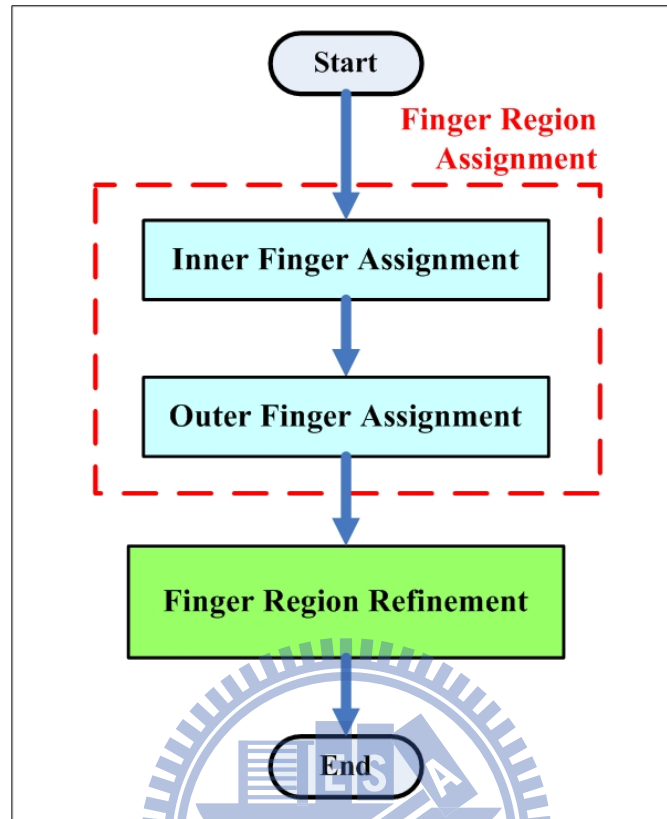 Start
Finger Region
Assignment
Inner Finger Assignment
Outer Finger Assignment
Finger Region Refinement
E S A
End